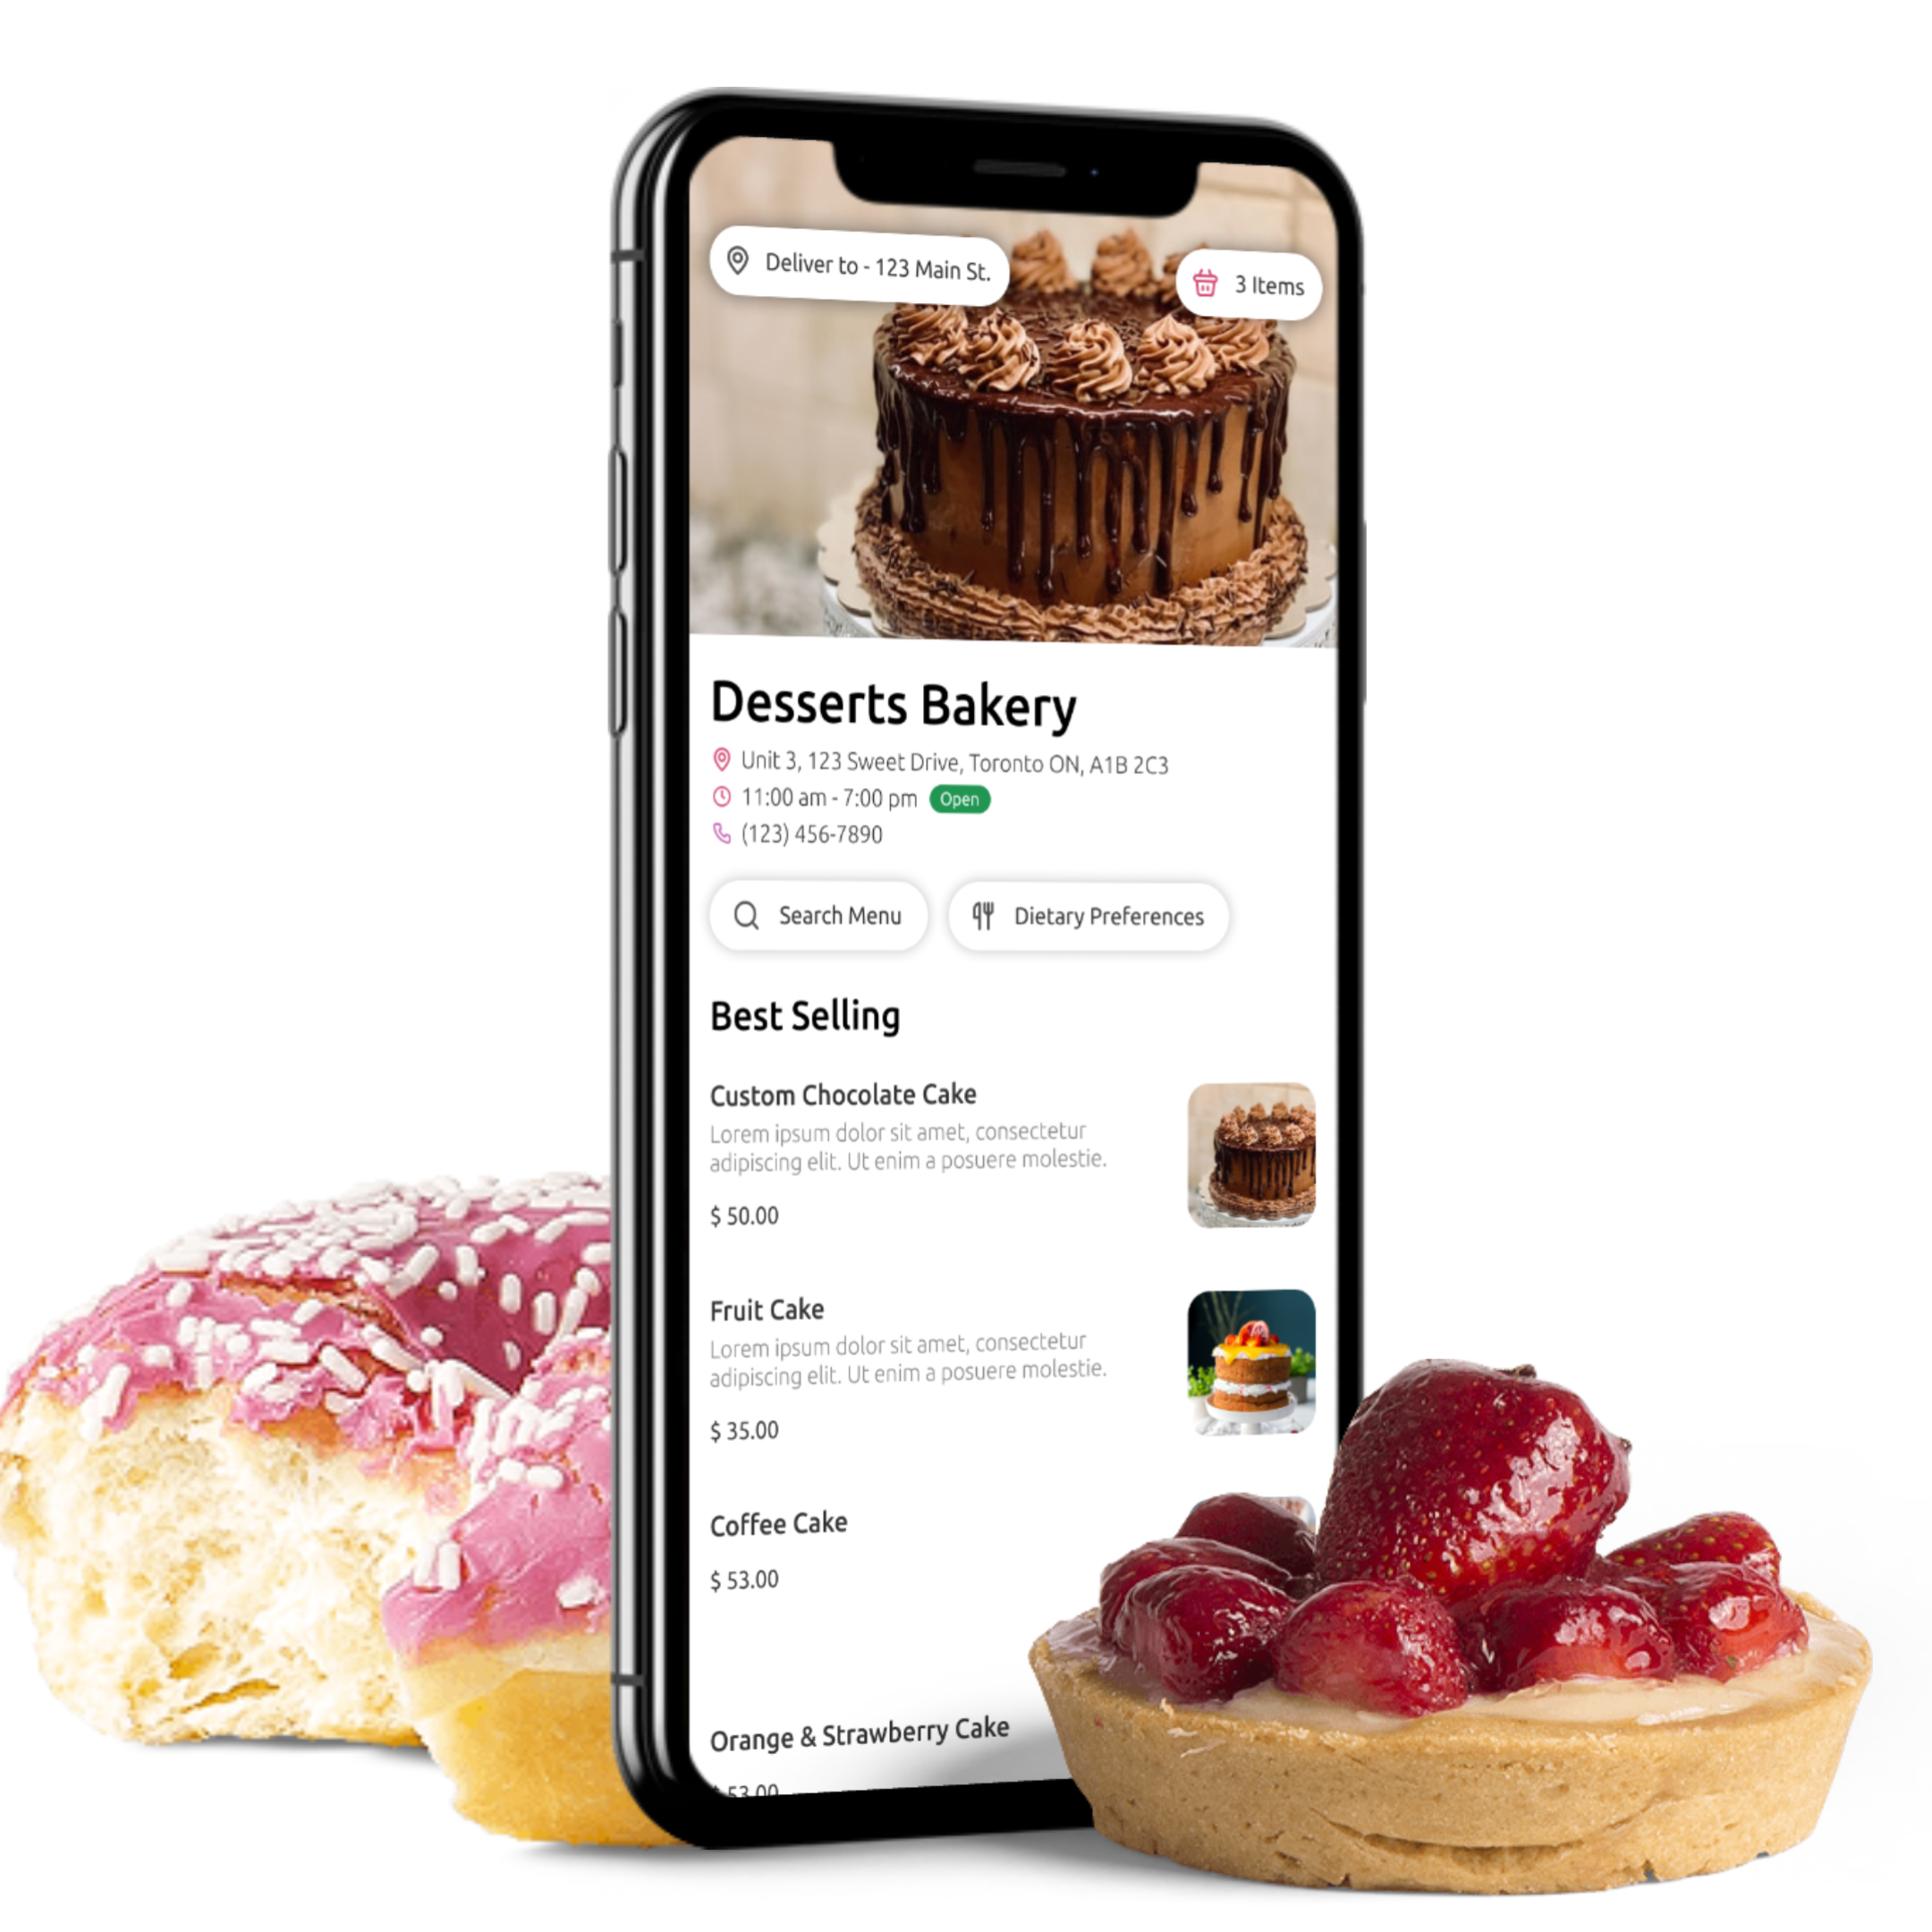 Deliver to - 123 Main St.
3 Items
Desserts Bakery
Unit 3, 123 Sweet Drive, Toronto ON, A1B 2C3
11:00 am - 7:00 pm Open
(123) 456-7890
Search Menu
Dietary Preferences
Best Selling
Custom Chocolate Cake
Lorem ipsum dolor sit amet, consectetur
adipiscing elit. Ut enim a posuere molestie.
$ 50.00
Fruit Cake
Lorem ipsum dolor sit amet, consectetur
adipiscing elit. Ut enim a posuere molestie.
$ 35.00
Coffee Cake
$ 53.00
Orange & Strawberry Cake
$ 53.00